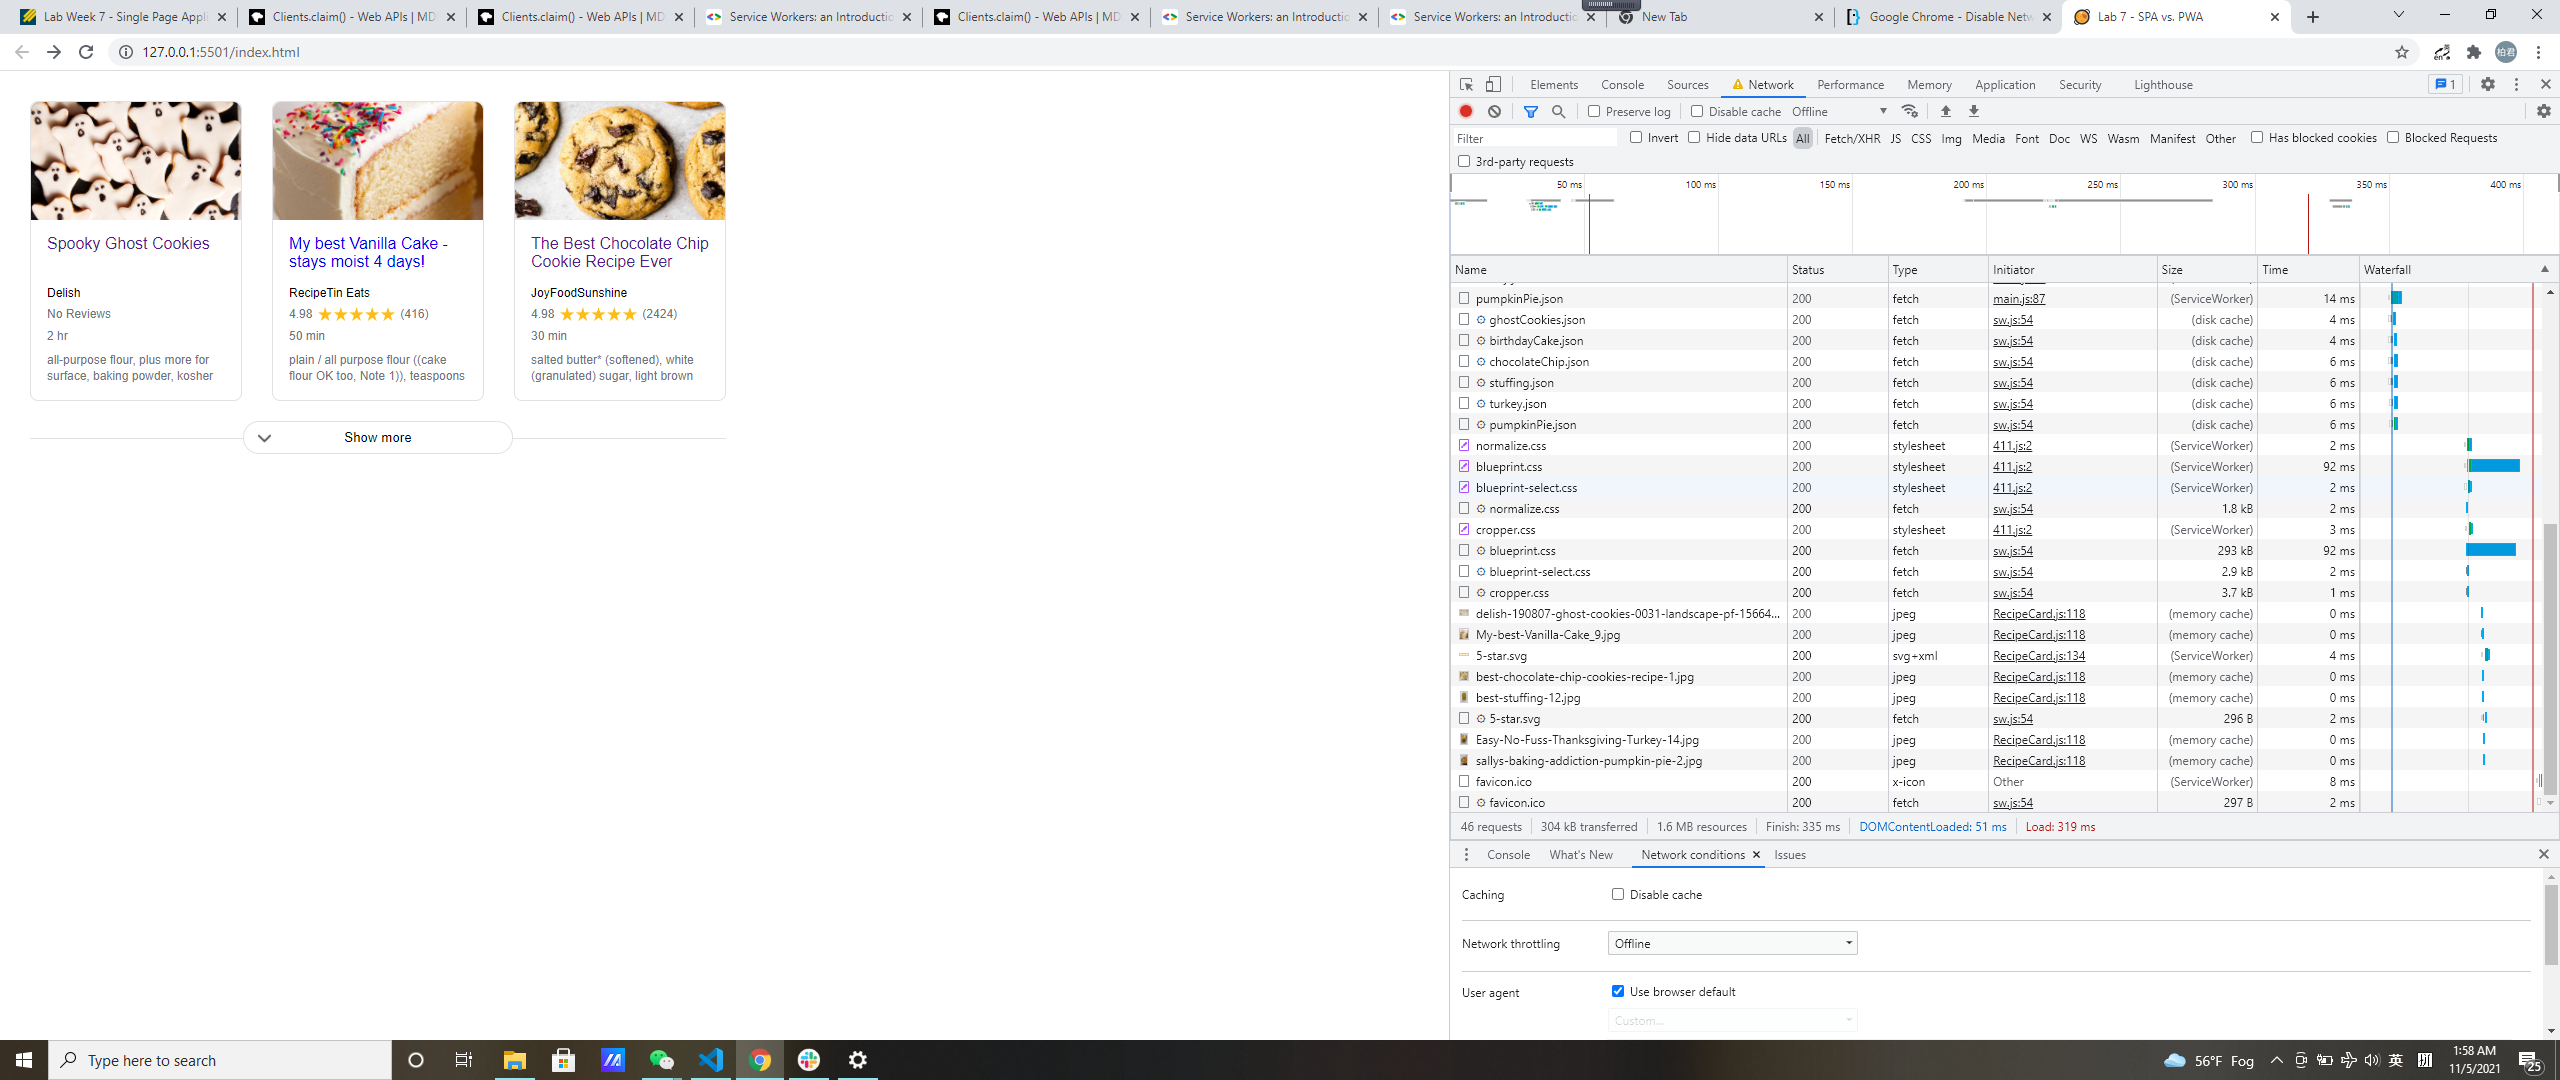 Lab Week 7 - Single Page Appli
Clients.claim() - Web APIs | MD
Clients.claim() - Web APIs | MD
Service Workers: an Introductio
Clients.claim() - Web APIs | MD
Service Workers: an Introductio
Service Workers: an Introductio
New Tab
Google Chrome - Disable Netw
Lab 7 - SPA vs. PWA
127.0.0.1:5501/index.html
柏君
Spooky Ghost Cookies
Delish
No Reviews
2 hr
all-purpose flour, plus more for
surface, baking powder, kosher
My best Vanilla Cake -
stays moist 4 days!
RecipeTin Eats
4.98 (416)
50 min
plain / all purpose flour ((cake
flour OK too, Note 1)), teaspoons
The Best Chocolate Chip
Cookie Recipe Ever
JoyFoodSunshine
4.98 (2424)
30 min
salted butter* (softened), white
(granulated) sugar, light brown
Show more
Elements Console Sources Network Performance Memory Application Security Lighthouse 1
Preserve log Disable cache Offline
Filter Invert Hide data URLs All Fetch/XHR JS CSS Img Media Font Doc WS Wasm Manifest Other Has blocked cookies Blocked Requests
3rd-party requests
50 ms 100 ms 150 ms 200 ms 250 ms 300 ms 350 ms 400 ms
Name Status Type Initiator Size Time Waterfall
pumpkinPie.json 200 fetch main.js:87 (ServiceWorker) 14 ms
ghostCookies.json 200 fetch sw.js:54 (disk cache) 4 ms
birthdayCake.json 200 fetch sw.js:54 (disk cache) 4 ms
chocolateChip.json 200 fetch sw.js:54 (disk cache) 6 ms
stuffing.json 200 fetch sw.js:54 (disk cache) 6 ms
turkey.json 200 fetch sw.js:54 (disk cache) 6 ms
pumpkinPie.json 200 fetch sw.js:54 (disk cache) 6 ms
normalize.css 200 stylesheet 411.js:2 (ServiceWorker) 2 ms
blueprint.css 200 stylesheet 411.js:2 (ServiceWorker) 92 ms
blueprint-select.css 200 stylesheet 411.js:2 (ServiceWorker) 2 ms
normalize.css 200 fetch sw.js:54 1.8 kB 2 ms
cropper.css 200 stylesheet 411.js:2 (ServiceWorker) 3 ms
blueprint.css 200 fetch sw.js:54 293 kB 92 ms
blueprint-select.css 200 fetch sw.js:54 2.9 kB 2 ms
cropper.css 200 fetch sw.js:54 3.7 kB 1 ms
delish-190807-ghost-cookies-0031-landscape-pf-15664... 200 jpeg RecipeCard.js:118 (memory cache) 0 ms
My-best-Vanilla-Cake_9.jpg 200 jpeg RecipeCard.js:118 (memory cache) 0 ms
5-star.svg 200 svg+xml RecipeCard.js:134 (ServiceWorker) 4 ms
best-chocolate-chip-cookies-recipe-1.jpg 200 jpeg RecipeCard.js:118 (memory cache) 0 ms
best-stuffing-12.jpg 200 jpeg RecipeCard.js:118 (memory cache) 0 ms
5-star.svg 200 fetch sw.js:54 296 B 2 ms
Easy-No-Fuss-Thanksgiving-Turkey-14.jpg 200 jpeg RecipeCard.js:118 (memory cache) 0 ms
sallys-baking-addiction-pumpkin-pie-2.jpg 200 jpeg RecipeCard.js:118 (memory cache) 0 ms
favicon.ico 200 x-icon Other (ServiceWorker) 8 ms
favicon.ico 200 fetch sw.js:54 297 B 2 ms
46 requests 304 kB transferred 1.6 MB resources Finish: 335 ms DOMContentLoaded: 51 ms Load: 319 ms
Console What's New Network conditions Issues
Caching Disable cache
Network throttling Offline
User agent Use browser default
Custom...
Type here to search
56°F Fog
英
拼
1:58 AM
11/5/2021
25